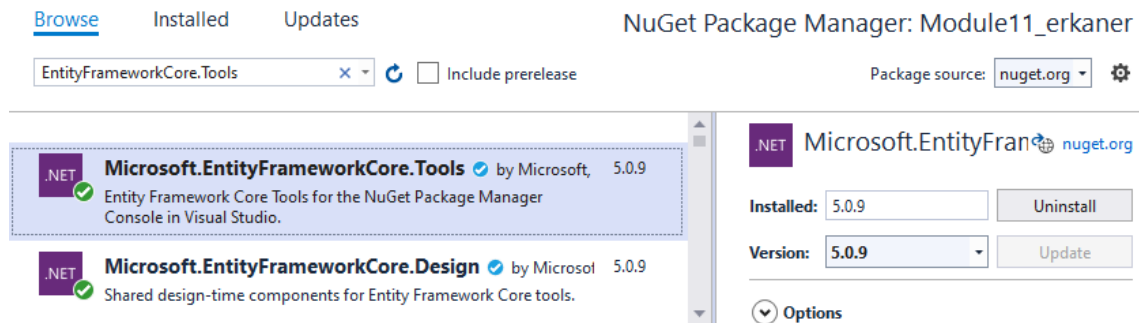 Browse Installed Updates NuGet Package Manager: Module11_erkaner
EntityFrameworkCore.Tools Include prerelease Package source: nuget.org
.NET Microsoft.EntityFrameworkCore.Tools by Microsoft, 5.0.9
Entity Framework Core Tools for the NuGet Package Manager
Console in Visual Studio.
.NET Microsoft.EntityFrameworkCore.Design by Microsof 5.0.9
Shared design-time components for Entity Framework Core tools.
.NET Microsoft.EntityFran nuget.org
Installed: 5.0.9 Uninstall
Version: 5.0.9 Update
Options